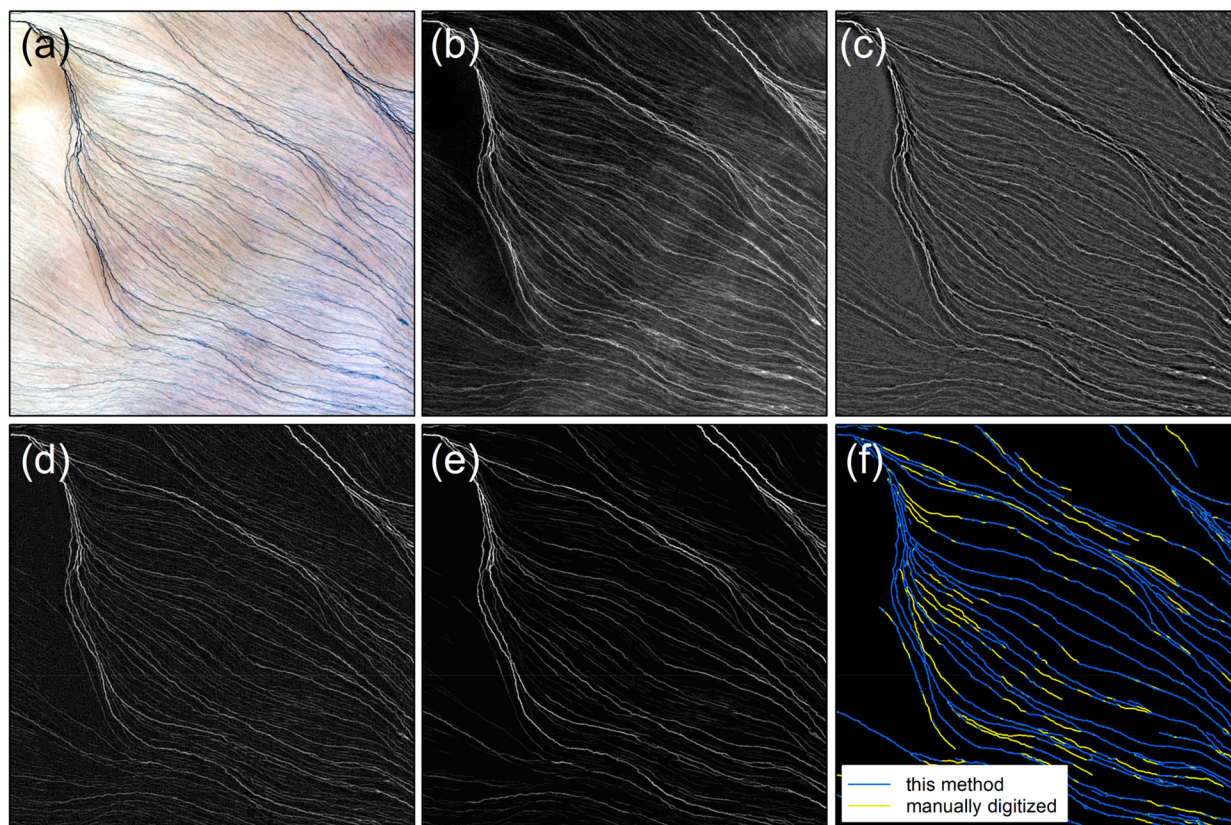 (a)
(b)
(c)
(d)
(e)
(f)
this method
manually digitized